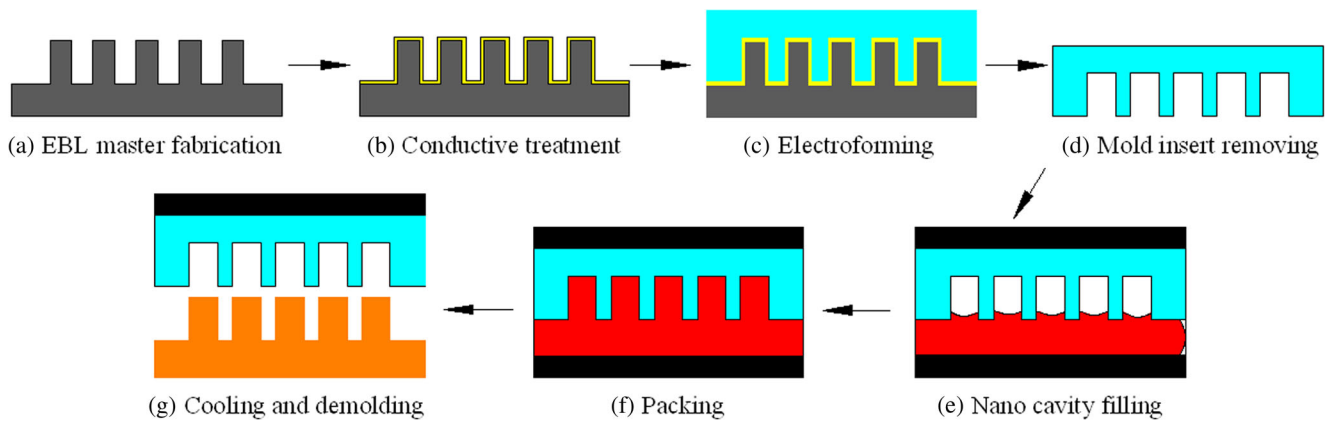 (a) EBL master fabrication
(b) Conductive treatment
(c) Electroforming
(d) Mold insert removing
(g) Cooling and demolding
(f) Packing
(e) Nano cavity filling